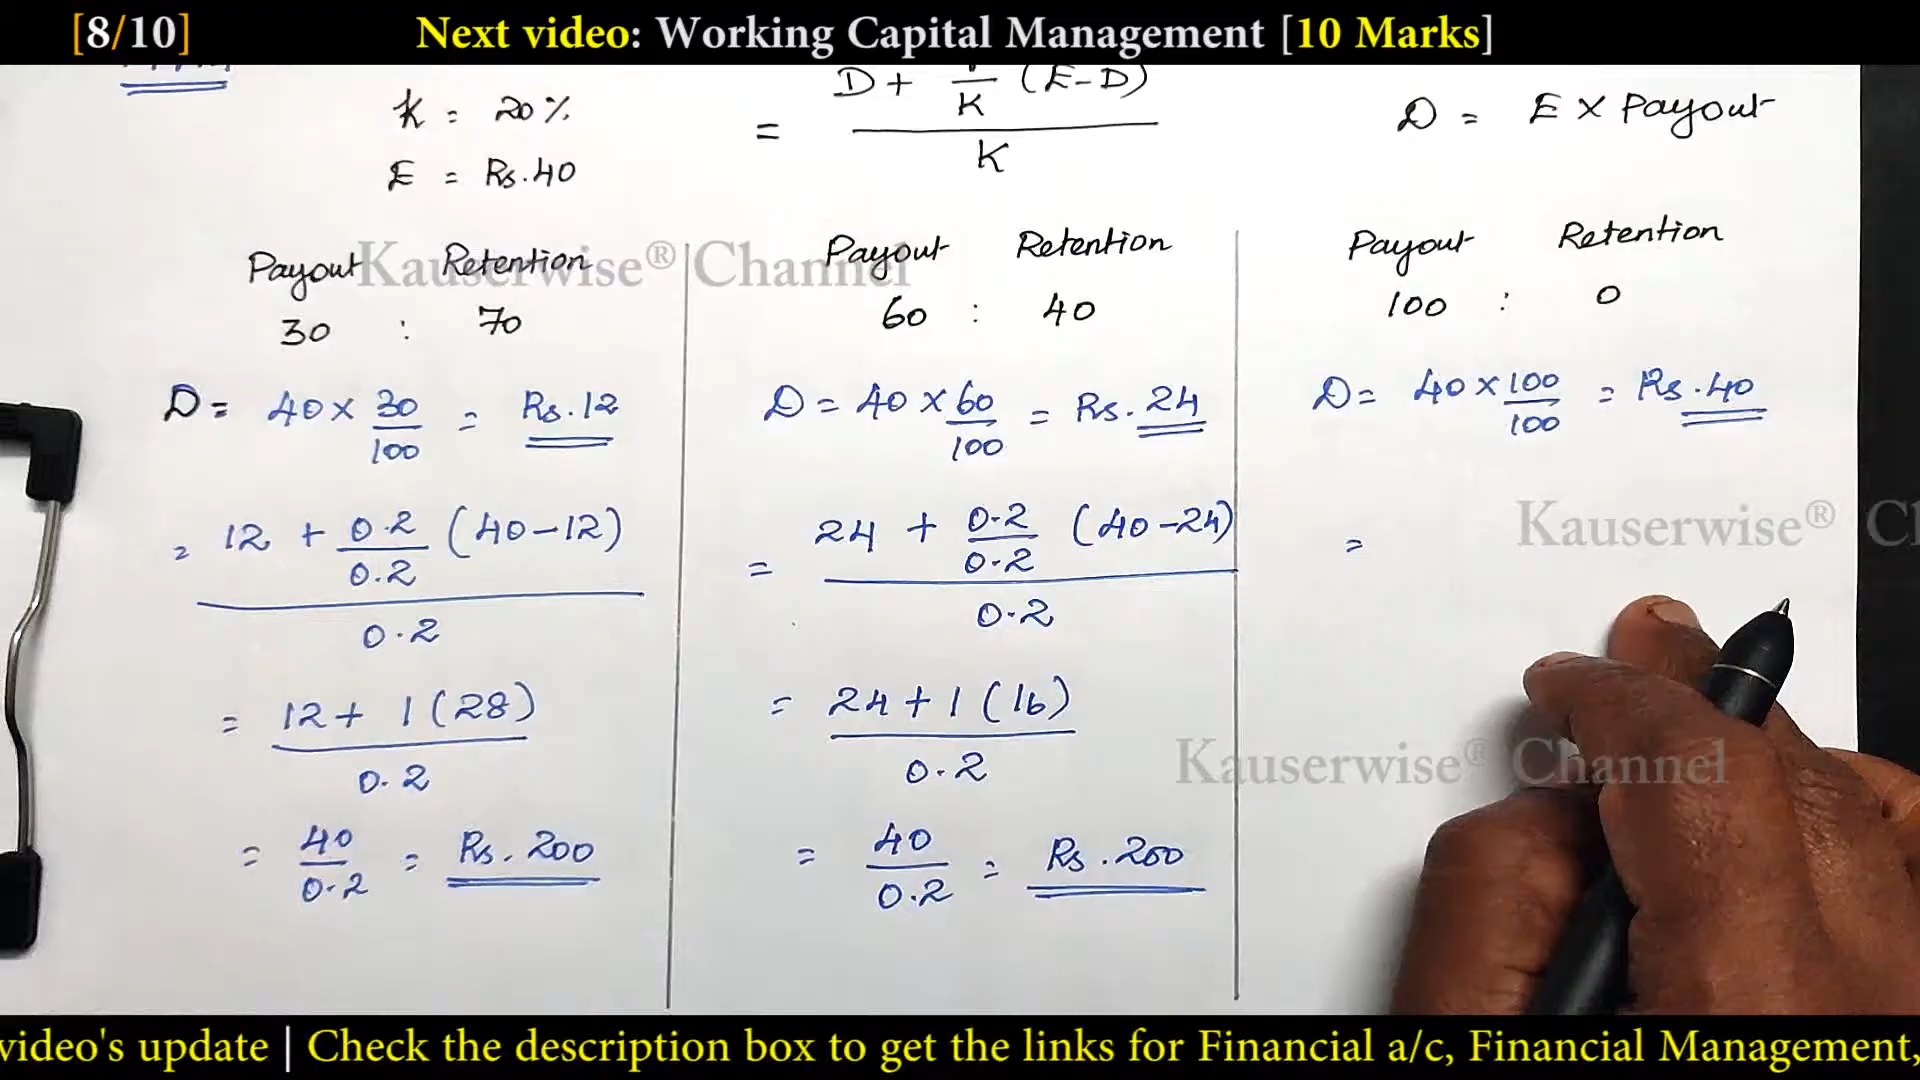 [8/10] Next video: Working Capital Management [10 Marks]
K = 20%
E = Rs.40
= D + r/K (E-D)
K
D = E X Payout
Payout Retention
30 : 70
D = 40 X 30/100 = Rs.12
= 12 + 0.2/0.2 (40-12)
0.2
= 12 + 1(28)
0.2
= 40/0.2 = Rs.200
Payout Retention
60 : 40
D = 40 X 60/100 = Rs.24
= 24 + 0.2/0.2 (40-24)
0.2
= 24 + 1(16)
0.2
= 40/0.2 = Rs.200
Payout Retention
100 : 0
D = 40 X 100/100 = Rs.40
=
Kauserwise® Channel
Kauserwise® Ch
Kauserwise® Channel
video's update | Check the description box to get the links for Financial a/c, Financial Management,